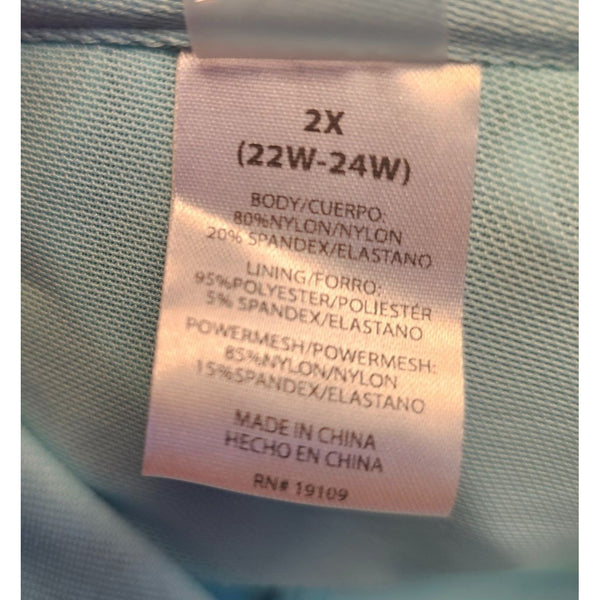 2X
(22W-24W)
BODY/CUERPO:
80%NYLON/NYLON
20% SPANDEX/ELASTANO
LINING/FORRO:
95%POLYESTER/POLIESTÉR
5% SPANDEX/ELASTANO
POWERMESH/POWERMESH:
85%NYLON/NYLON
15%SPANDEX/ELASTANO
MADE IN CHINA
HECHO EN CHINA
RN# 19109